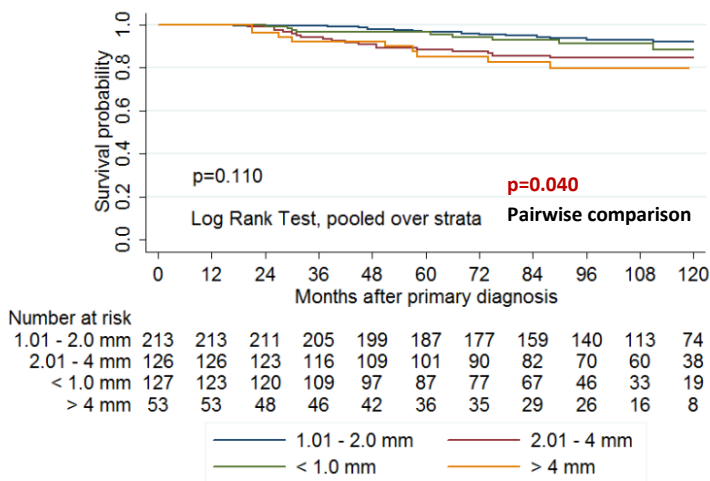 Survival probability
1.0
0.8
0.6
0.4
0.2
0.0
p=0.110
p=0.040
Log Rank Test, pooled over strata
Pairwise comparison
0 12 24 36 48 60 72 84 96 108 120
Months after primary diagnosis
Number at risk
1.01 - 2.0 mm 213 213 211 205 199 187 177 159 140 113 74
2.01 - 4 mm 126 126 123 116 109 101 90 82 70 60 38
< 1.0 mm 127 123 120 109 97 87 77 67 46 33 19
> 4 mm 53 53 48 46 42 36 35 29 26 16 8
1.01 - 2.0 mm 2.01 - 4 mm
< 1.0 mm > 4 mm